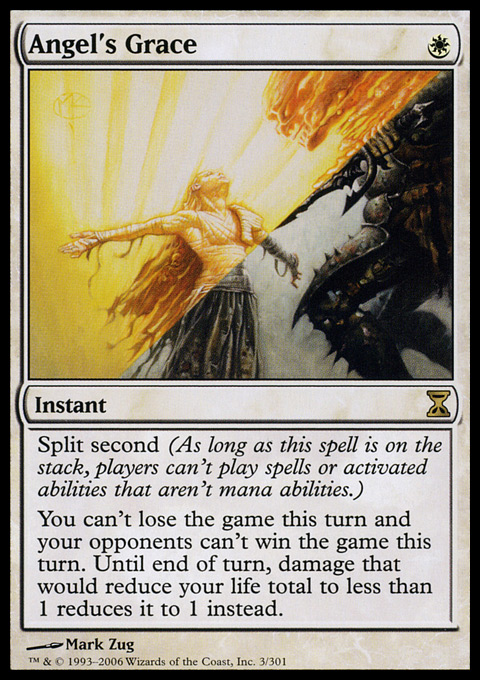 Angel's Grace
Instant
Split second (As long as this spell is on the
stack, players can't play spells or activated
abilities that aren't mana abilities.)
You can't lose the game this turn and
your opponents can't win the game this
turn. Until end of turn, damage that
would reduce your life total to less than
1 reduces it to 1 instead.
Mark Zug
™ & © 1993–2006 Wizards of the Coast, Inc. 3/301